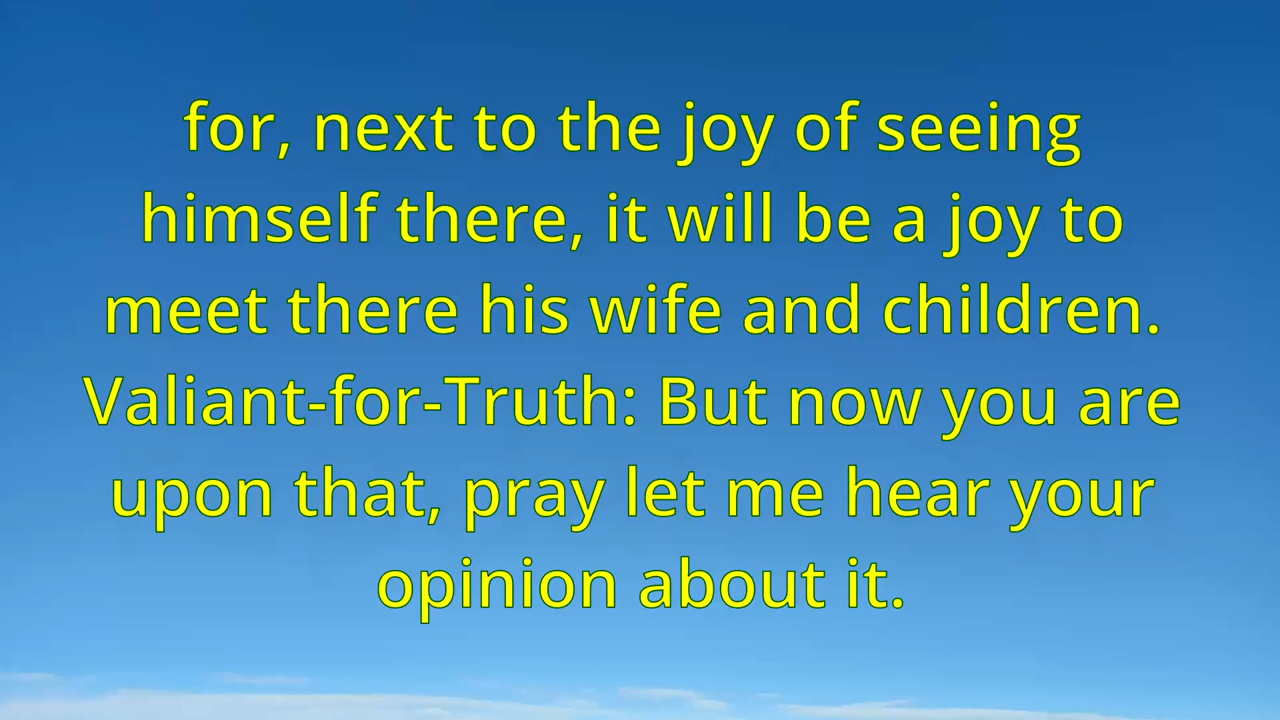 for, next to the joy of seeing
himself there, it will be a joy to
meet there his wife and children.
Valiant-for-Truth: But now you are
upon that, pray let me hear your
opinion about it.